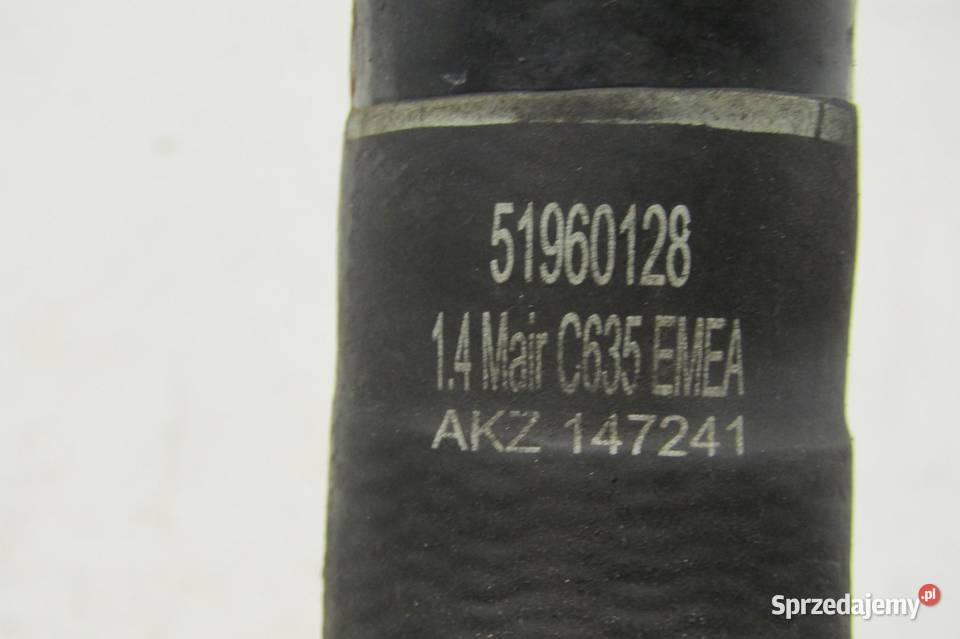 51960128
1.4 Mair C635 EMEA
AKZ 147241
Sprzedajemy.pl